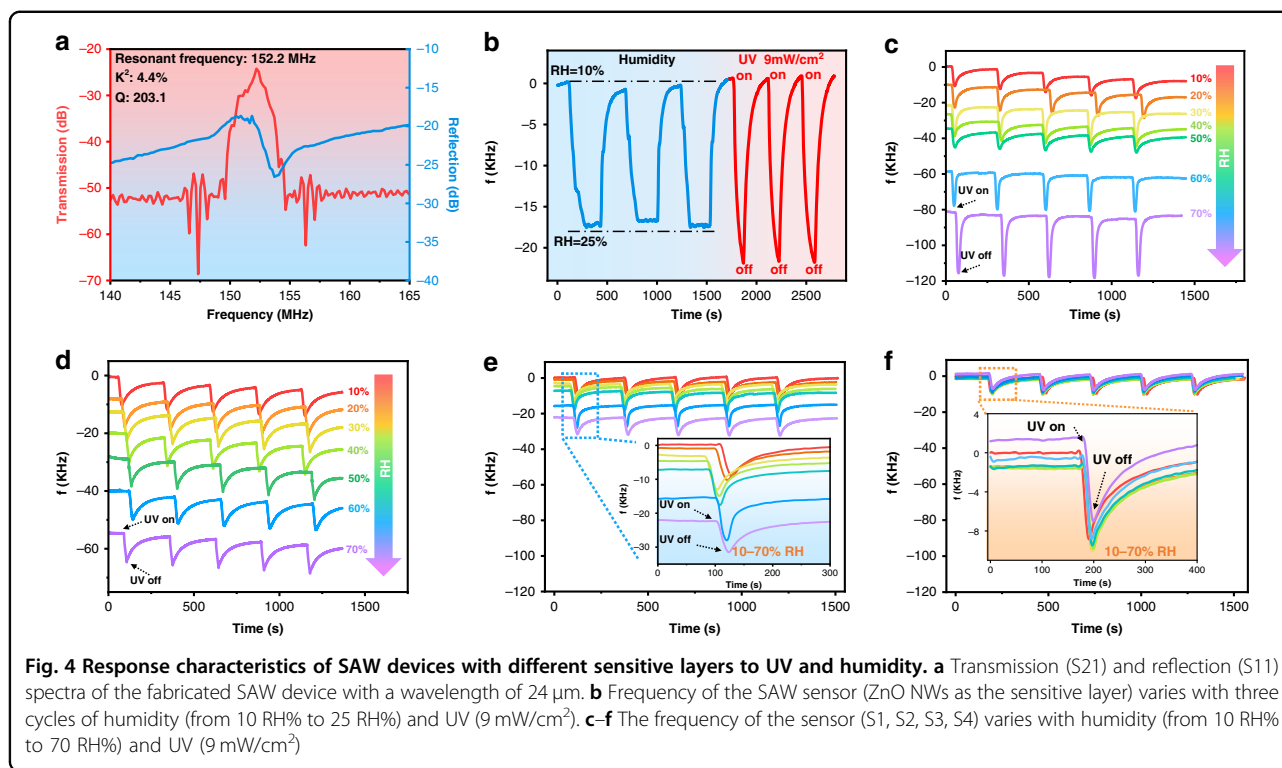 a
Resonant frequency: 152.2 MHz
K²: 4.4%
Q: 203.1
Transmission (dB)
Reflection (dB)
−20
−30
−40
−50
−60
−70
−10
−15
−20
−25
−30
−35
−40
140 145 150 155 160 165
Frequency (MHz)
b
Humidity
UV 9mW/cm²
on on on
RH=10%
RH=25%
off off off
f (KHz)
5
0
−5
−10
−15
−20
0 500 1000 1500 2000 2500
Time (s)
c
10%
20%
30%
40%
50%
60%
70%
RH
UV on
UV off
f (KHz)
0
−20
−40
−60
−80
−100
−120
0 500 1000 1500
Time (s)
d
10%
20%
30%
40%
50%
60%
70%
RH
UV on
UV off
f (KHz)
0
−20
−40
−60
0 500 1000 1500
Time (s)
e
f (KHz)
0
−20
−40
−60
−80
−100
−120
0 500 1000 1500
Time (s)
UV on
UV off
10–70% RH
f (KHz)
0
−10
−20
−30
0 100 200 300
Time (s)
f
f (KHz)
0
−20
−40
−60
−80
−100
−120
0 500 1000 1500
Time (s)
UV on
UV off
10–70% RH
f (KHz)
4
0
−4
−8
0 100 200 300 400
Time (s)
Fig. 4 Response characteristics of SAW devices with different sensitive layers to UV and humidity. a Transmission (S21) and reflection (S11)
spectra of the fabricated SAW device with a wavelength of 24 μm. b Frequency of the SAW sensor (ZnO NWs as the sensitive layer) varies with three
cycles of humidity (from 10 RH% to 25 RH%) and UV (9 mW/cm²). c–f The frequency of the sensor (S1, S2, S3, S4) varies with humidity (from 10 RH%
to 70 RH%) and UV (9 mW/cm²)